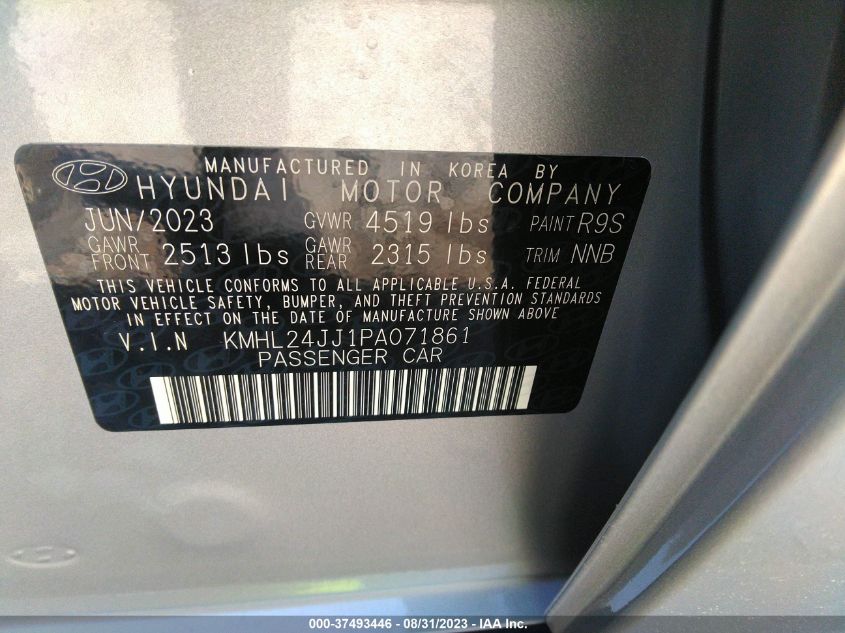 MANUFACTURED IN KOREA BY
HYUNDAI MOTOR COMPANY
JUN/2023 GVWR 4519 lbs PAINT R9S
GAWR FRONT 2513 lbs GAWR REAR 2315 lbs TRIM NNB
THIS VEHICLE CONFORMS TO ALL APPLICABLE U.S.A. FEDERAL
MOTOR VEHICLE SAFETY, BUMPER, AND THEFT PREVENTION STANDARDS
IN EFFECT ON THE DATE OF MANUFACTURE SHOWN ABOVE
V.I.N KMHL24JJ1PA071861
PASSENGER CAR
000-37493446 - 08/31/2023 - IAA Inc.